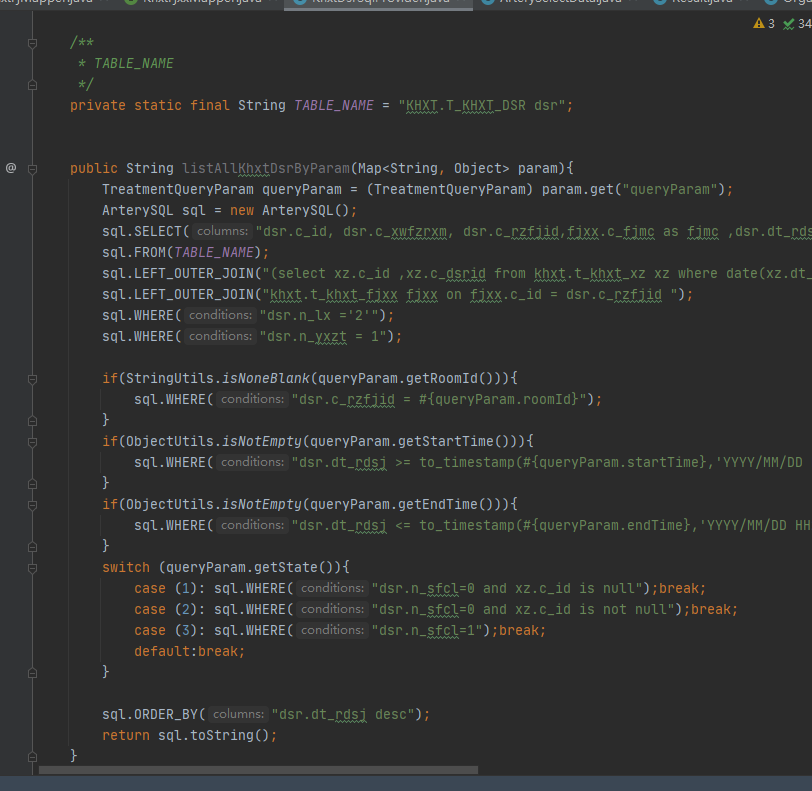 KhxtDsrSqlProvider.java
ArterySelectData.java
Result.java
3 34
/**
* TABLE_NAME
*/
private static final String TABLE_NAME = "KHXT.T_KHXT_DSR dsr";
@ public String listAllKhxtDsrByParam(Map<String, Object> param){
TreatmentQueryParam queryParam = (TreatmentQueryParam) param.get("queryParam");
ArterySQL sql = new ArterySQL();
sql.SELECT( columns: "dsr.c_id, dsr.c_xwfzrxm, dsr.c_rzfjid,fjxx.c_fjmc as fjmc ,dsr.dt_rds
sql.FROM(TABLE_NAME);
sql.LEFT_OUTER_JOIN("(select xz.c_id ,xz.c_dsrid from khxt.t_khxt_xz xz where date(xz.dt_
sql.LEFT_OUTER_JOIN("khxt.t_khxt_fjxx fjxx on fjxx.c_id = dsr.c_rzfjid ");
sql.WHERE( conditions: "dsr.n_lx ='2'");
sql.WHERE( conditions: "dsr.n_yxzt = 1");
if(StringUtils.isNoneBlank(queryParam.getRoomId())){
sql.WHERE( conditions: "dsr.c_rzfjid = #{queryParam.roomId}");
}
if(ObjectUtils.isNotEmpty(queryParam.getStartTime())){
sql.WHERE( conditions: "dsr.dt_rdsj >= to_timestamp(#{queryParam.startTime},'YYYY/MM/DD
}
if(ObjectUtils.isNotEmpty(queryParam.getEndTime())){
sql.WHERE( conditions: "dsr.dt_rdsj <= to_timestamp(#{queryParam.endTime},'YYYY/MM/DD HH
}
switch (queryParam.getState()){
case (1): sql.WHERE( conditions: "dsr.n_sfcl=0 and xz.c_id is null");break;
case (2): sql.WHERE( conditions: "dsr.n_sfcl=0 and xz.c_id is not null");break;
case (3): sql.WHERE( conditions: "dsr.n_sfcl=1");break;
default:break;
}
sql.ORDER_BY( columns: "dsr.dt_rdsj desc");
return sql.toString();
}